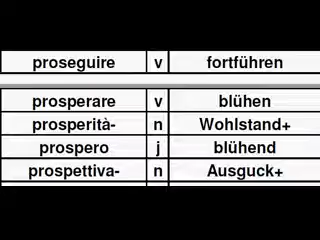 proseguire v fortführen
prosperare v blühen
prosperità- n Wohlstand+
prospero j blühend
prospettiva- n Ausguck+